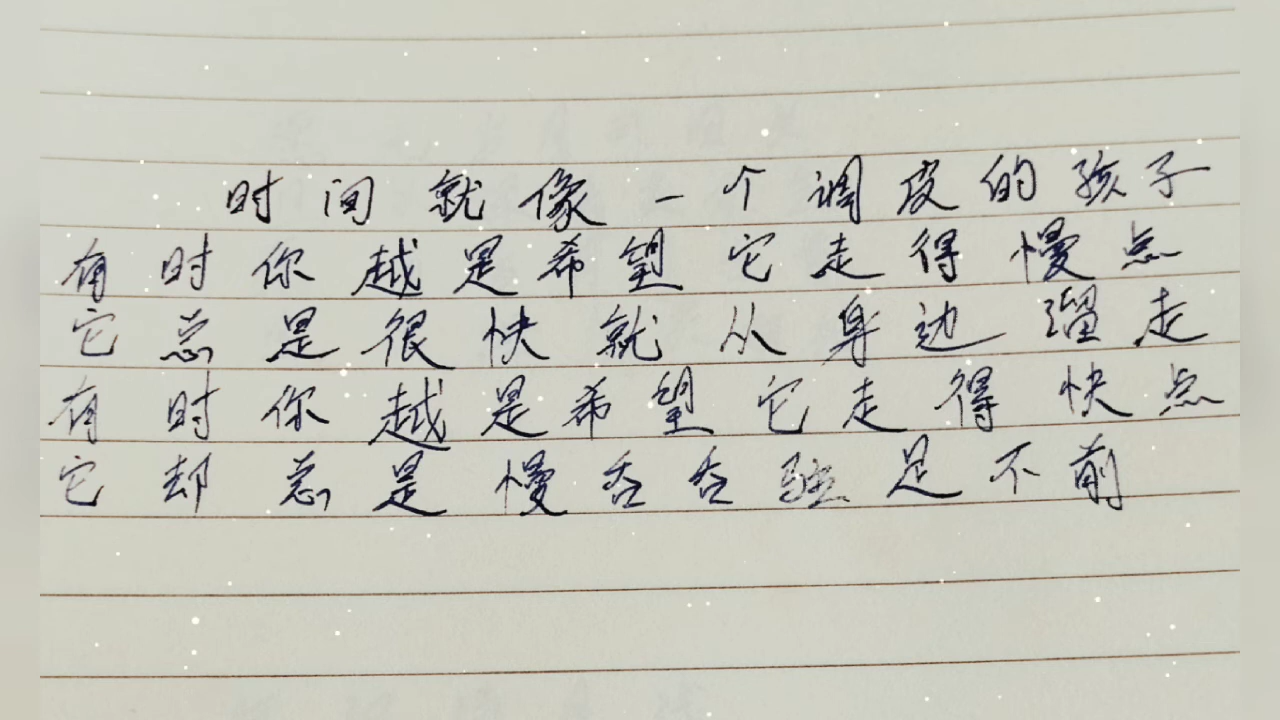 时间就像一个调皮的孩子
有时你越是希望它走得慢点
它总是很快就从身边溜走
有时你越是希望它走得快点
它却总是慢吞吞驻足不前